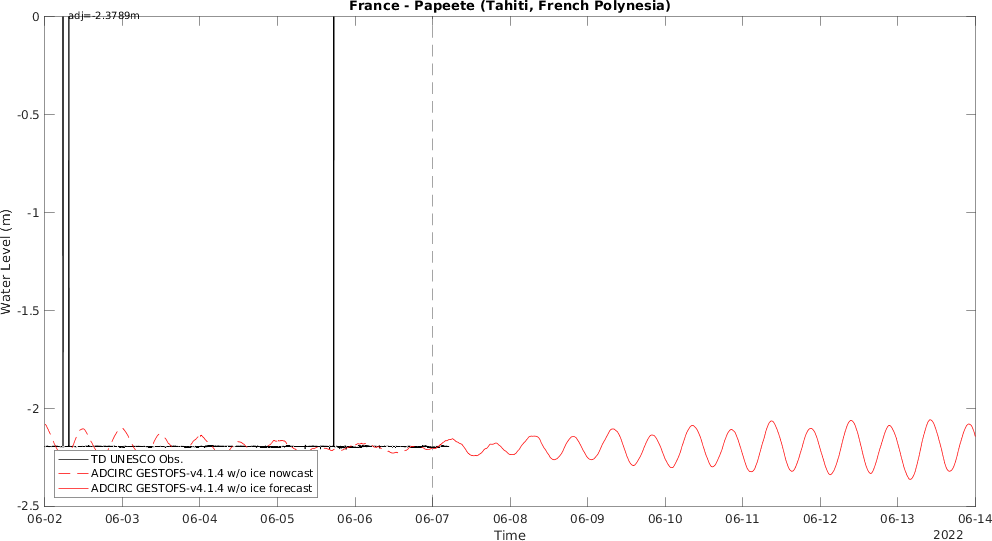 France - Papeete (Tahiti, French Polynesia)
adj=-2.3789m
0
-0.5
-1
-1.5
-2
-2.5
Water Level (m)
TD UNESCO Obs.
ADCIRC GESTOFS-v4.1.4 w/o ice nowcast
ADCIRC GESTOFS-v4.1.4 w/o ice forecast
06-02 06-03 06-04 06-05 06-06 06-07 06-08 06-09 06-10 06-11 06-12 06-13 06-14
Time
2022